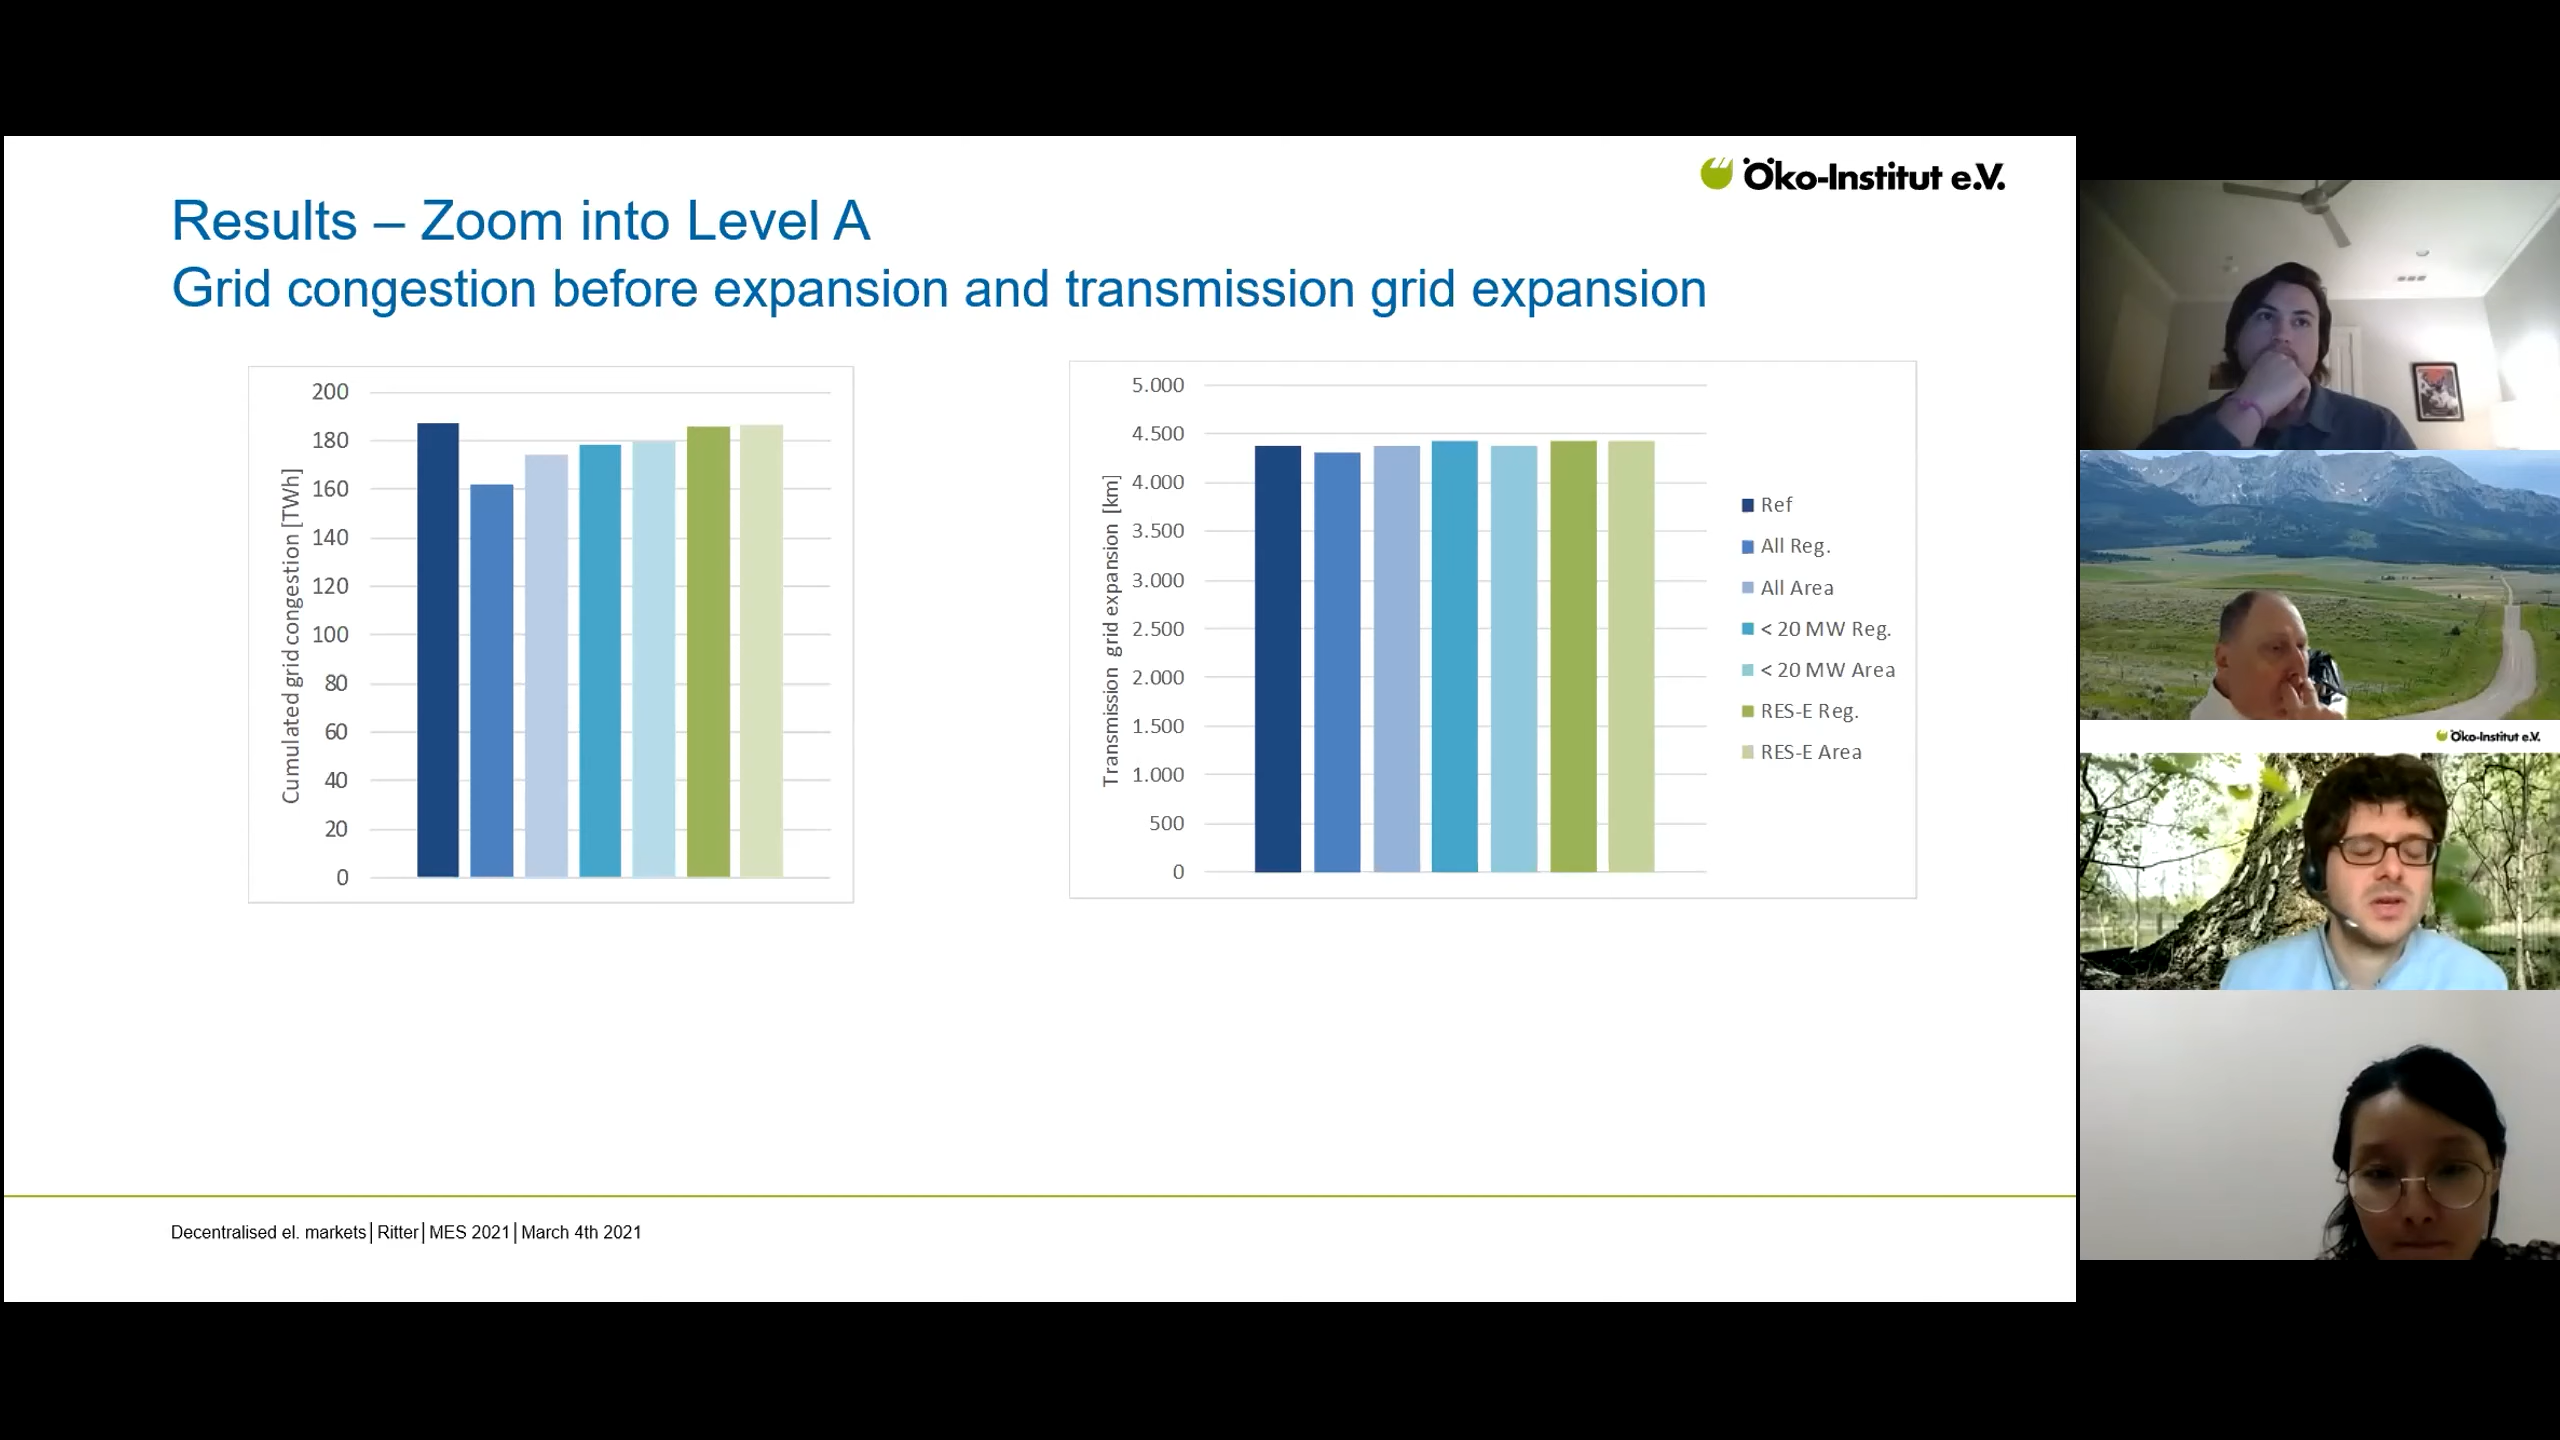 Öko-Institut e.V.
Results – Zoom into Level A
Grid congestion before expansion and transmission grid expansion
Cumulated grid congestion [TWh]
200
180
160
140
120
100
80
60
40
20
0
Transmission grid expansion [km]
5.000
4.500
4.000
3.500
3.000
2.500
2.000
1.500
1.000
500
0
Ref
All Reg.
All Area
< 20 MW Reg.
< 20 MW Area
RES-E Reg.
RES-E Area
Öko-Institut e.V.
Decentralised el. markets│Ritter│MES 2021│March 4th 2021